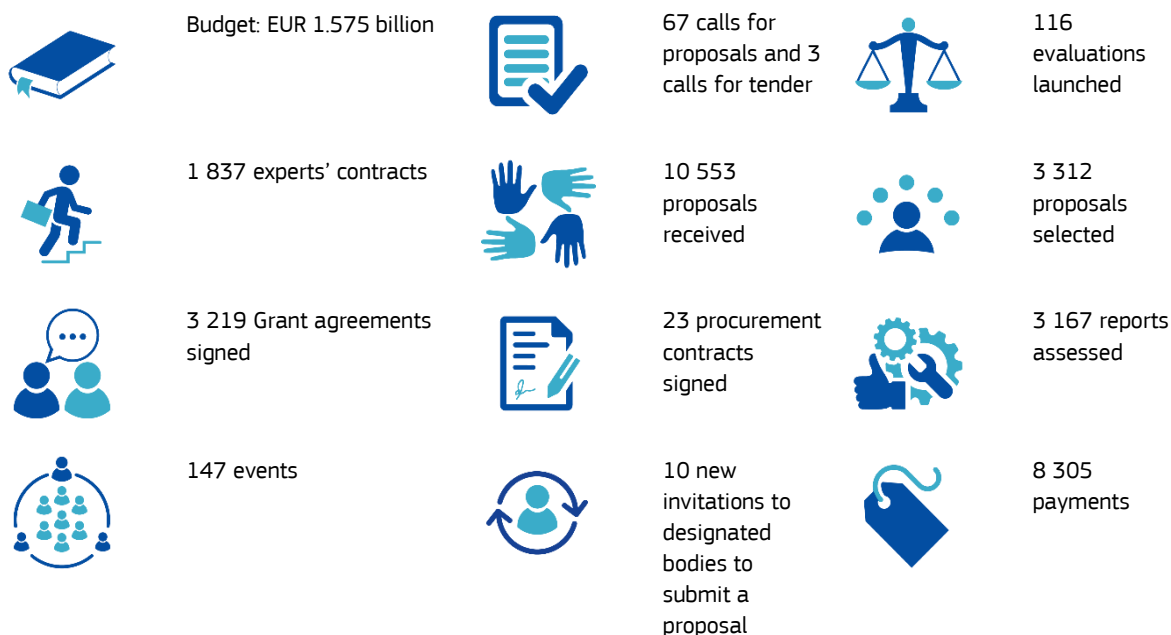 Budget: EUR 1.575 billion
67 calls for
proposals and 3
calls for tender
116
evaluations
launched
1 837 experts’ contracts
10 553
proposals
received
3 312
proposals
selected
3 219 Grant agreements
signed
23 procurement
contracts
signed
3 167 reports
assessed
147 events
10 new
invitations to
designated
bodies to
submit a
proposal
8 305
payments